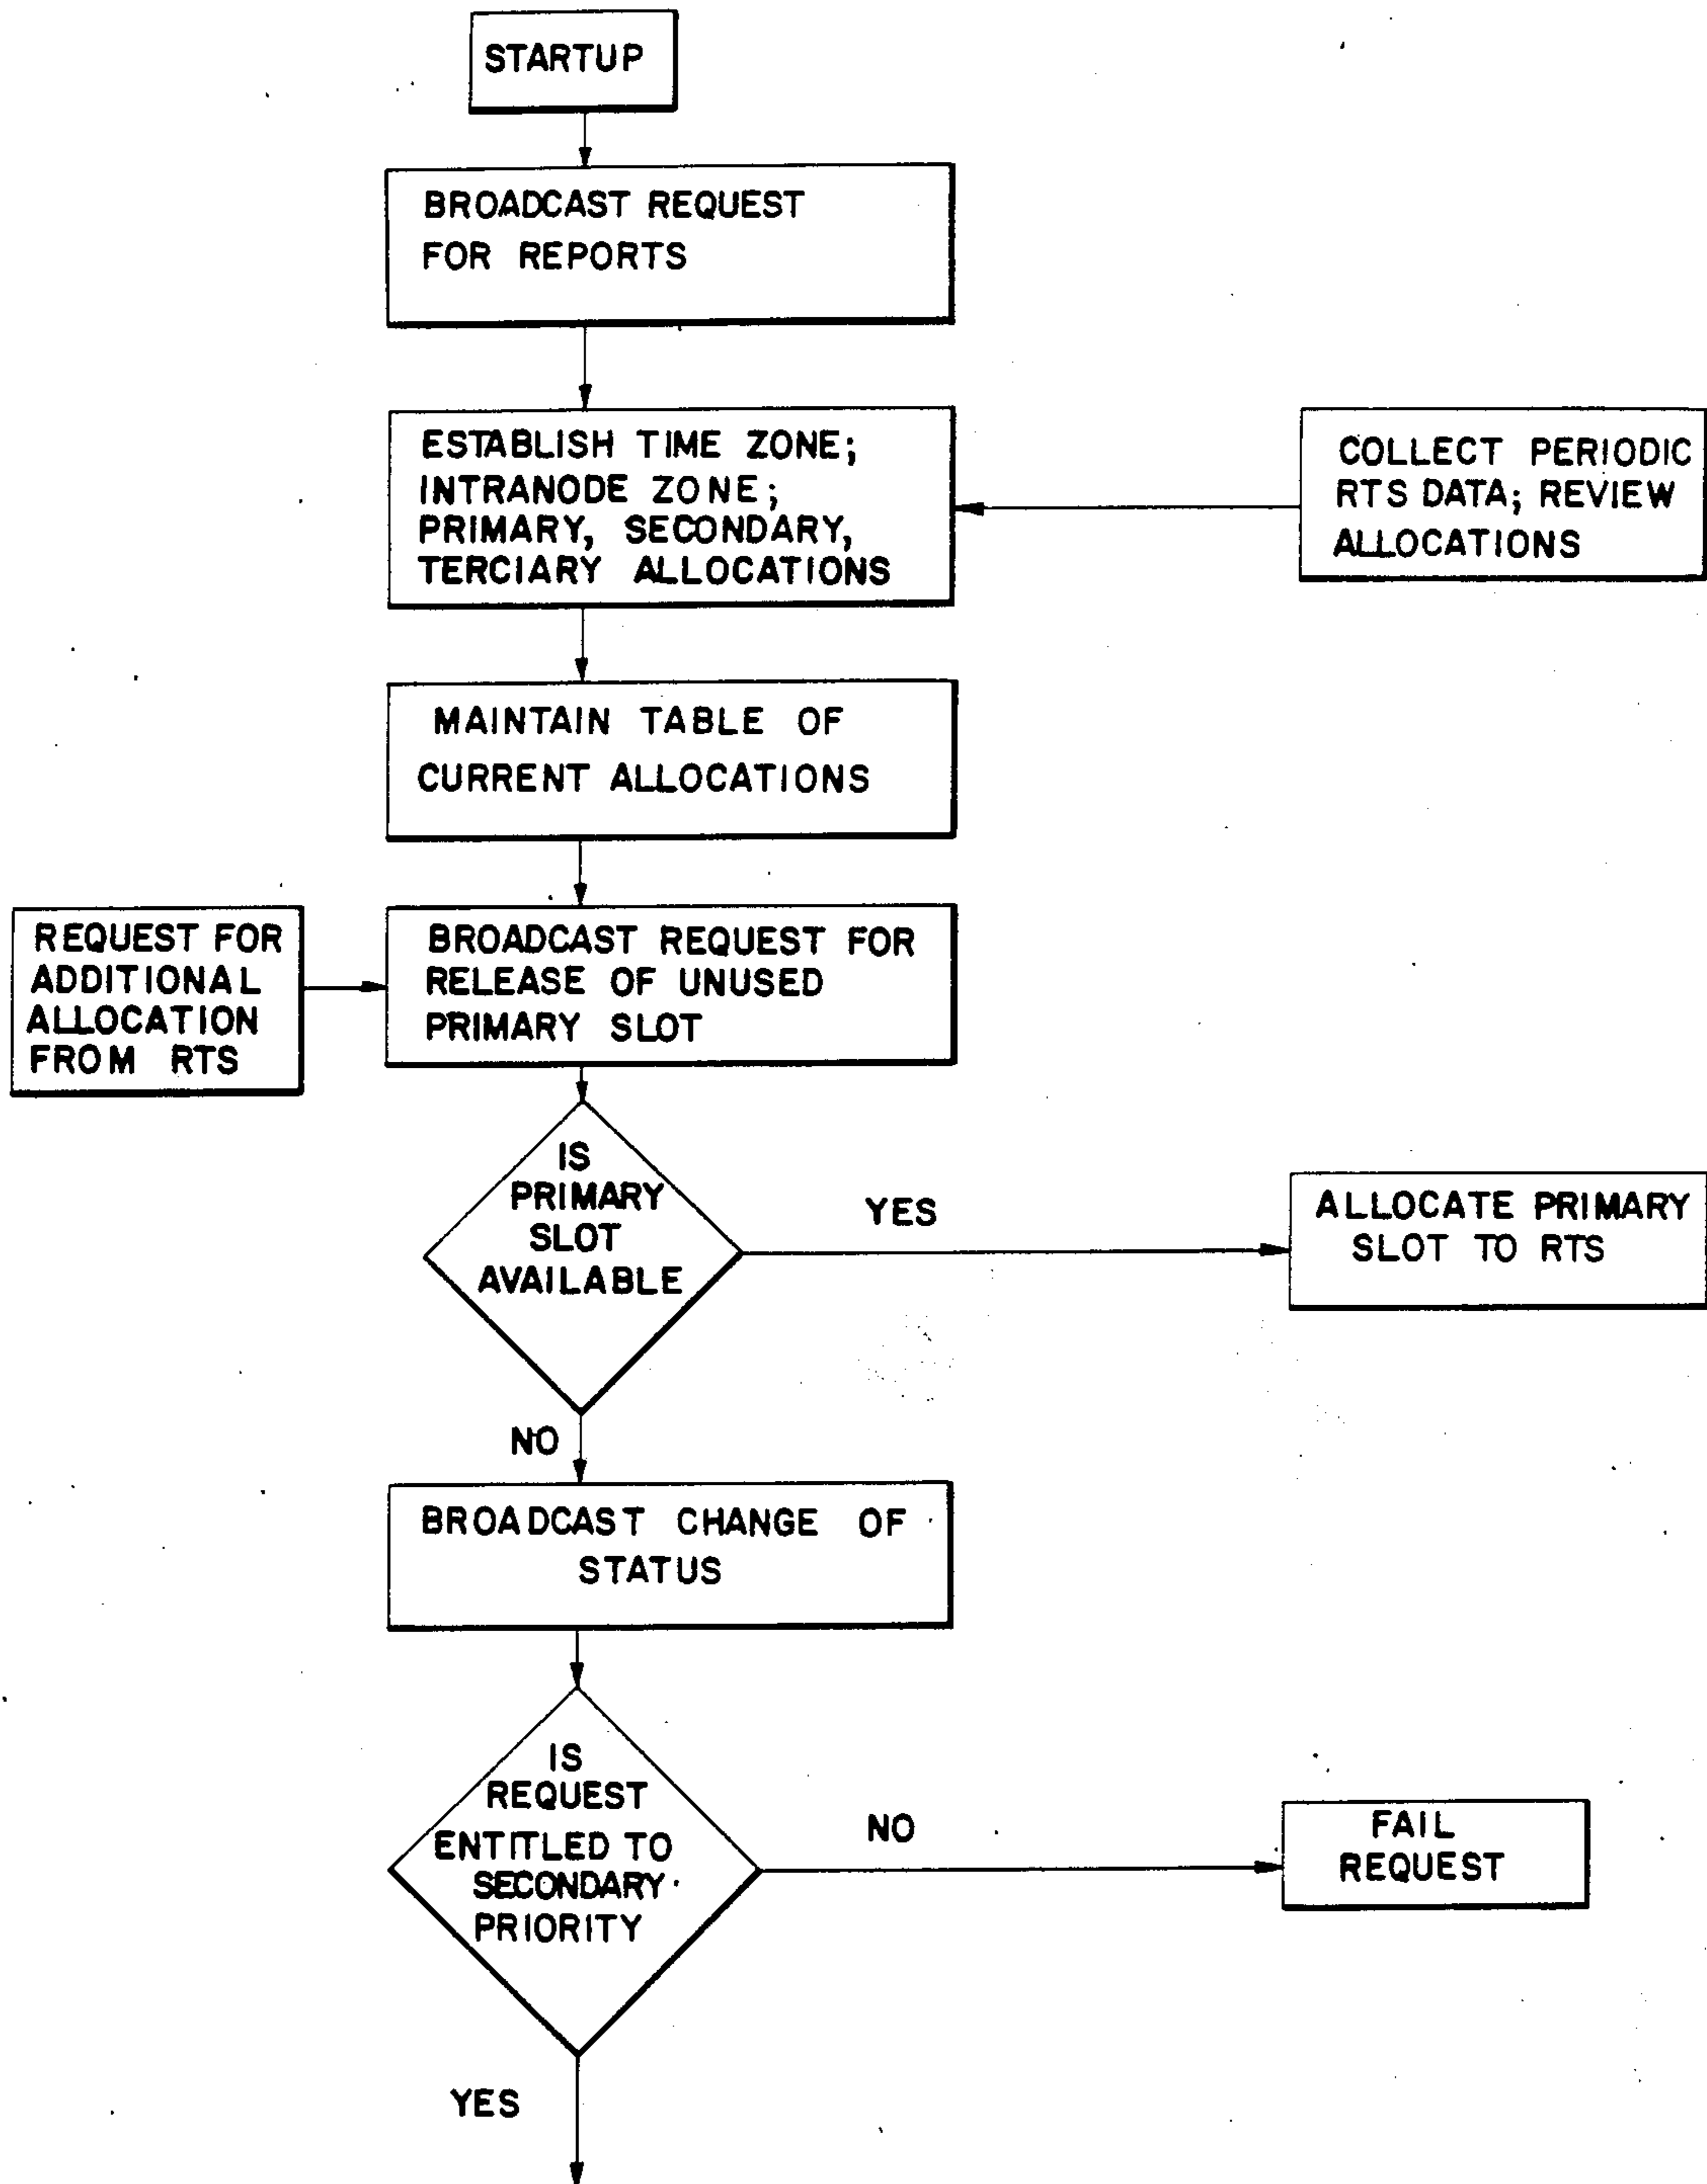 STARTUP
BROADCAST REQUEST
FOR REPORTS
ESTABLISH TIME ZONE;
INTRANODE ZONE;
PRIMARY, SECONDARY,
TERCIARY ALLOCATIONS
COLLECT PERIODIC
RTS DATA; REVIEW
ALLOCATIONS
MAINTAIN TABLE OF
CURRENT ALLOCATIONS
REQUEST FOR
ADDITIONAL
ALLOCATION
FROM RTS
BROADCAST REQUEST FOR
RELEASE OF UNUSED
PRIMARY SLOT
IS
PRIMARY
SLOT
AVAILABLE
YES
ALLOCATE PRIMARY
SLOT TO RTS
NO
BROADCAST CHANGE OF
STATUS
IS
REQUEST
ENTITLED TO
SECONDARY
PRIORITY
NO
FAIL
REQUEST
YES